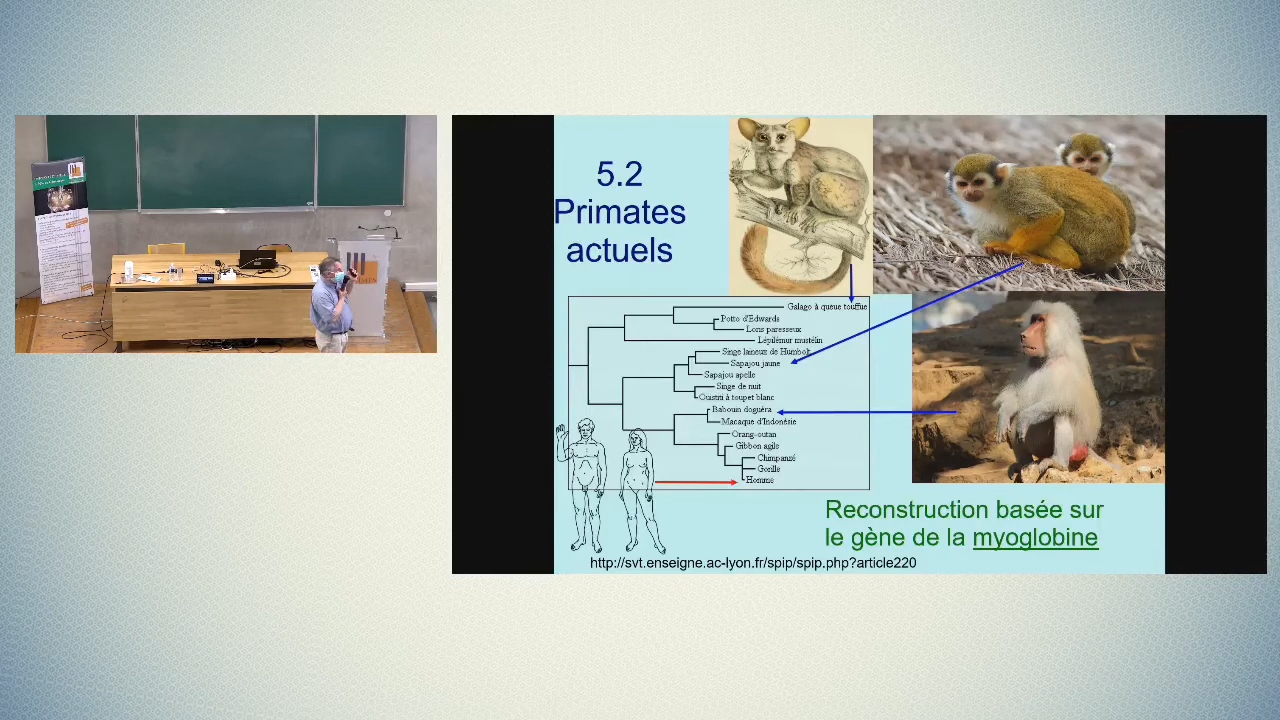 5.2
Primates
actuels
Galago à queue touffue
Potto d'Edwards
Loris paresseux
Lépilémur mustélin
Singe laineux de Humbolt
Sapajou jaune
Sapajou apelle
Singe de nuit
Ouistiti à toupet blanc
Babouin doguéra
Macaque d'Indonésie
Orang-outan
Gibbon agils
Chimpanzé
Gorille
Homme
Reconstruction basée sur
le gène de la myoglobine
http://svt.enseigne.ac-lyon.fr/spip/spip.php?article220